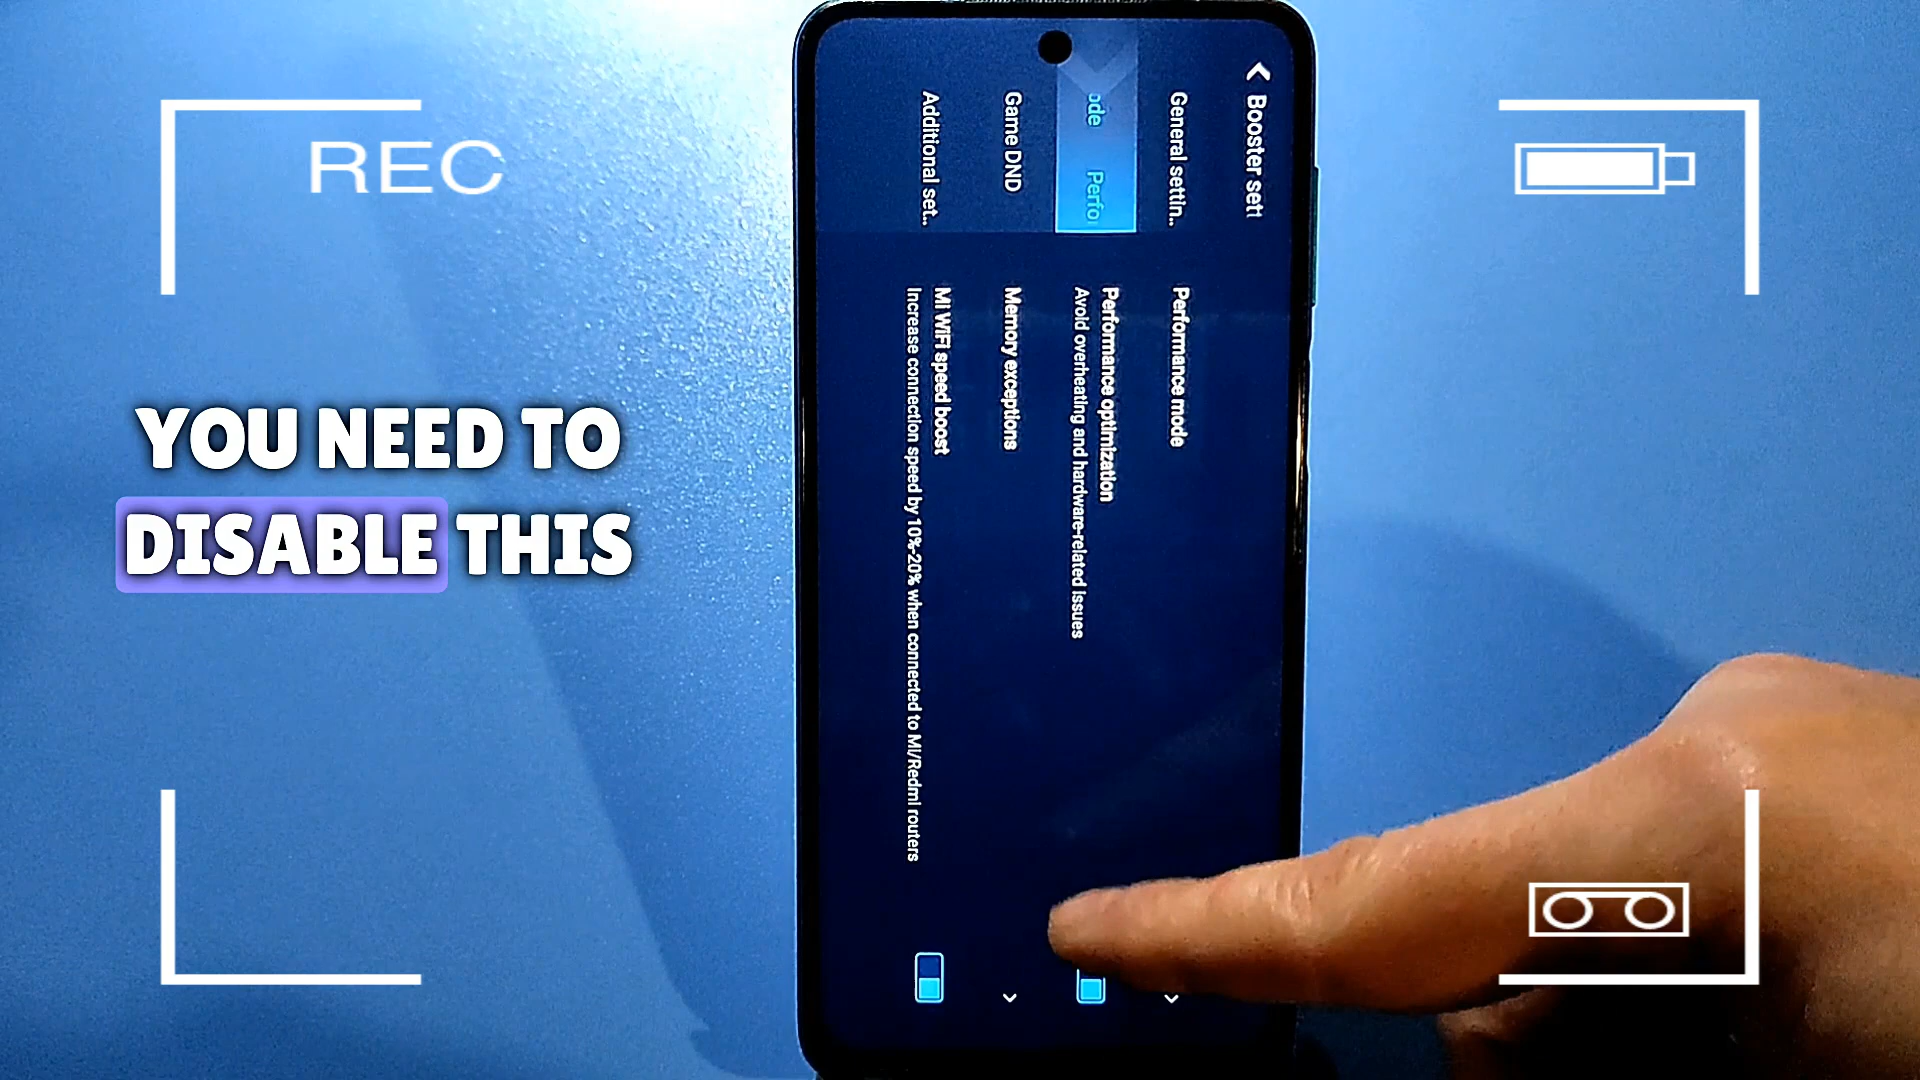 REC
YOU NEED TO
DISABLE THIS
Booster sett
General settin..
ode Perfo
Game DND
Additional set..
Performance mode
Performance optimization
Avoid overheating and hardware-related issues
Memory exceptions
Mi WiFi speed boost
Increase connection speed by 10%-20% when connected to Mi/Redmi routers